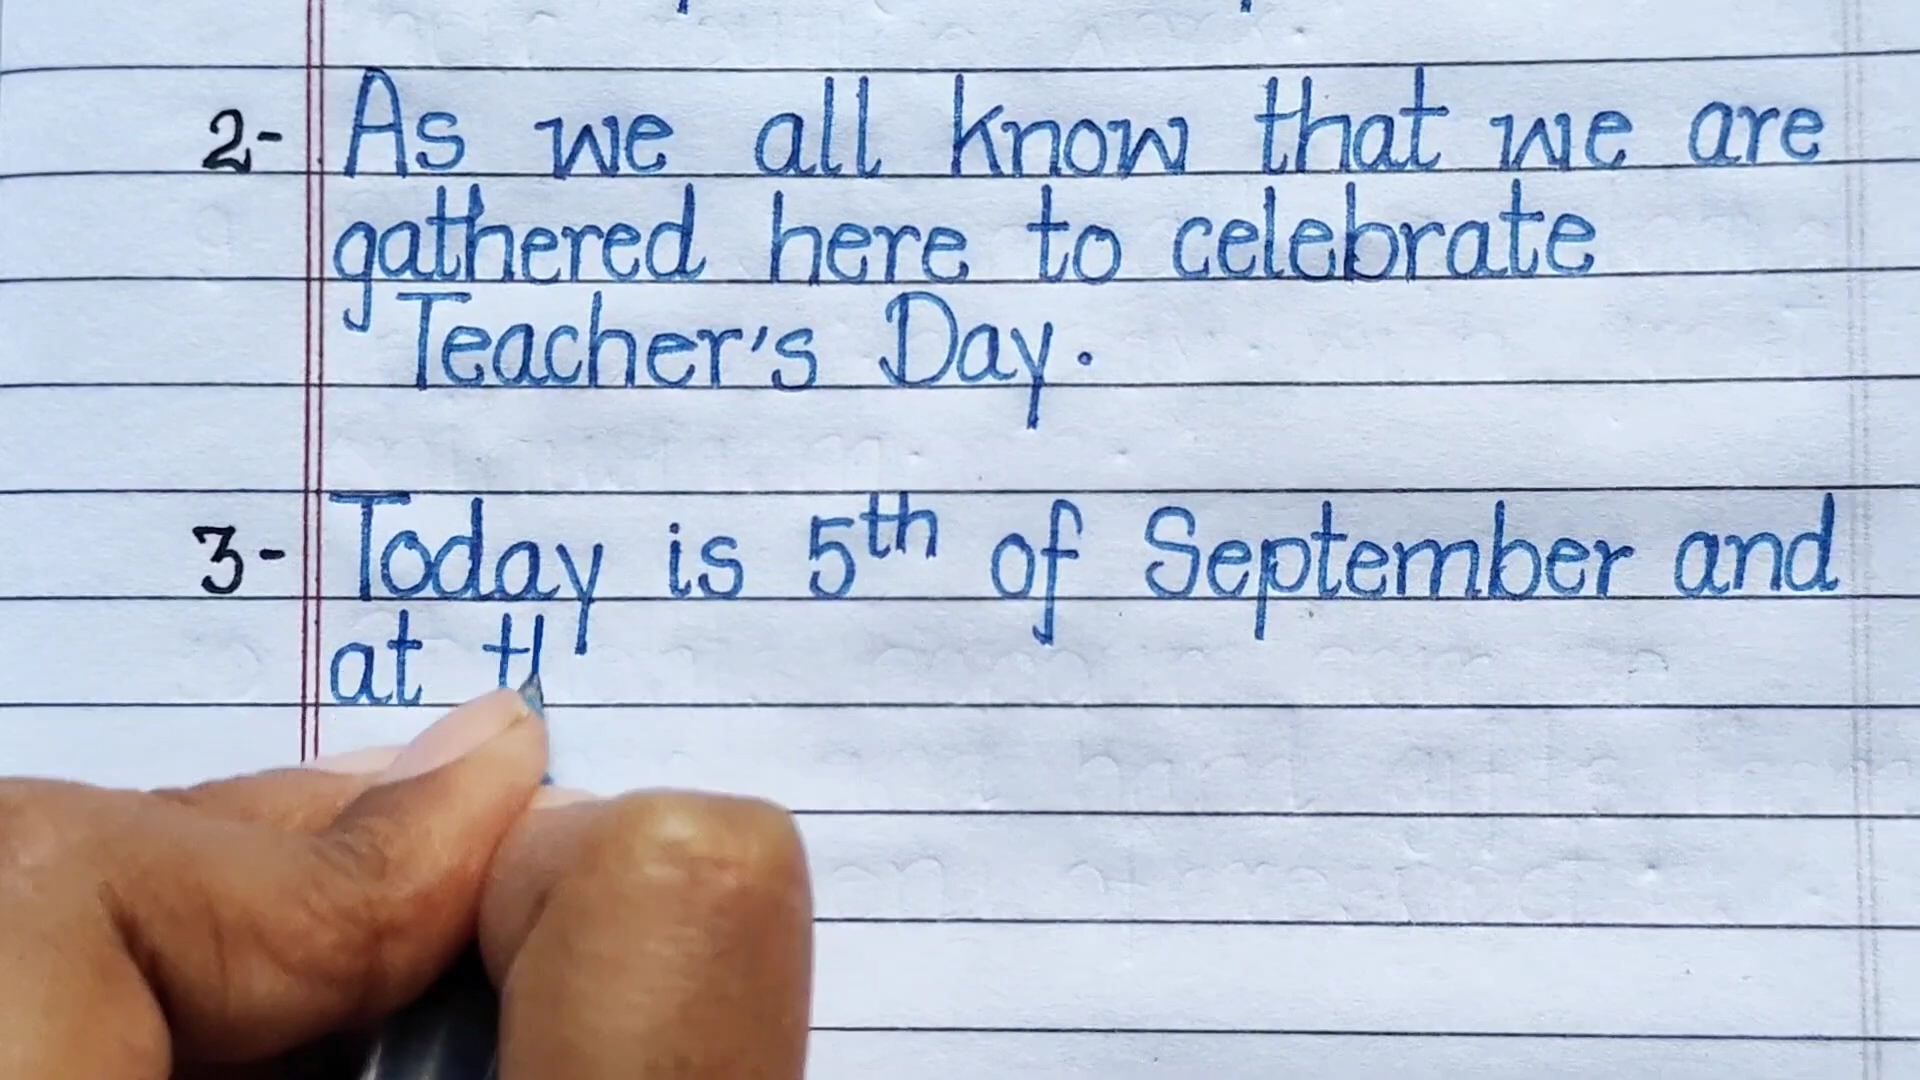 2- As we all know that we are
gathered here to celebrate
Teacher's Day.
3- Today is 5th of September and
at th